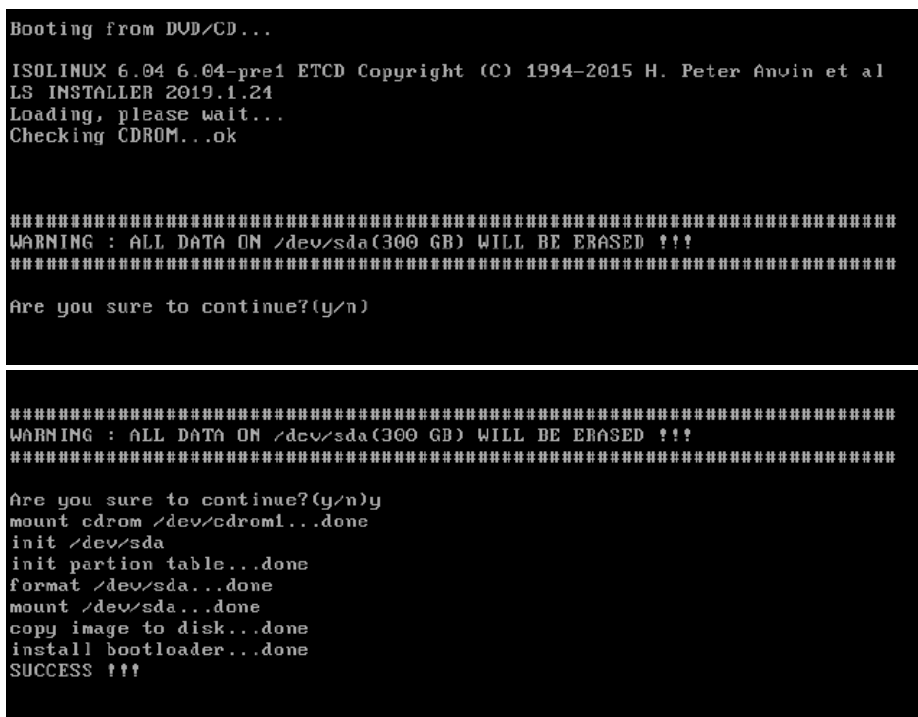 Booting from DVD/CD...
ISOLINUX 6.04 6.04-pre1 ETCD Copyright (C) 1994-2015 H. Peter Anvin et al
LS INSTALLER 2019.1.24
Loading, please wait...
Checking CDROM...ok
#########################################################################
WARNING : ALL DATA ON /dev/sda(300 GB) WILL BE ERASED !!!
#########################################################################
Are you sure to continue?(y/n)
#########################################################################
WARNING : ALL DATA ON /dev/sda(300 GB) WILL BE ERASED !!!
#########################################################################
Are you sure to continue?(y/n)y
mount cdrom /dev/cdrom1...done
init /dev/sda
init partion table...done
format /dev/sda...done
mount /dev/sda...done
copy image to disk...done
install bootloader...done
SUCCESS !!!